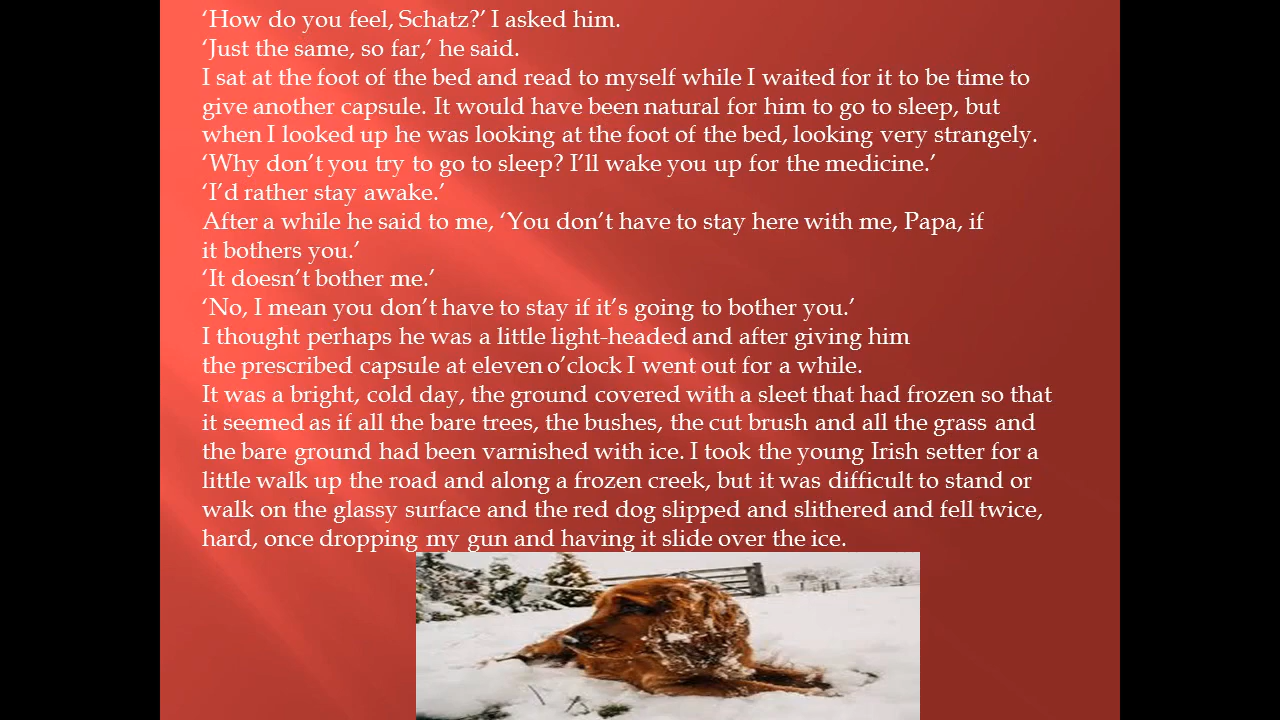 ‘How do you feel, Schatz?’ I asked him.
‘Just the same, so far,’ he said.
I sat at the foot of the bed and read to myself while I waited for it to be time to
give another capsule. It would have been natural for him to go to sleep, but
when I looked up he was looking at the foot of the bed, looking very strangely.
‘Why don’t you try to go to sleep? I’ll wake you up for the medicine.’
‘I’d rather stay awake.’
After a while he said to me, ‘You don’t have to stay here with me, Papa, if
it bothers you.’
‘It doesn’t bother me.’
‘No, I mean you don’t have to stay if it’s going to bother you.’
I thought perhaps he was a little light-headed and after giving him
the prescribed capsule at eleven o’clock I went out for a while.
It was a bright, cold day, the ground covered with a sleet that had frozen so that
it seemed as if all the bare trees, the bushes, the cut brush and all the grass and
the bare ground had been varnished with ice. I took the young Irish setter for a
little walk up the road and along a frozen creek, but it was difficult to stand or
walk on the glassy surface and the red dog slipped and slithered and fell twice,
hard, once dropping my gun and having it slide over the ice.